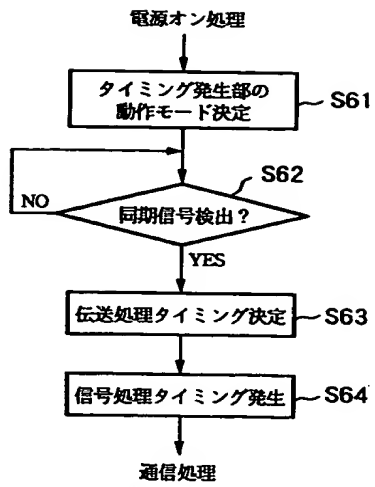 電源オン処理
タイミング発生部の
動作モード決定
S61
S62
同期信号検出?
NO
YES
伝送処理タイミング決定
S63
信号処理タイミング発生
S64
通信処理